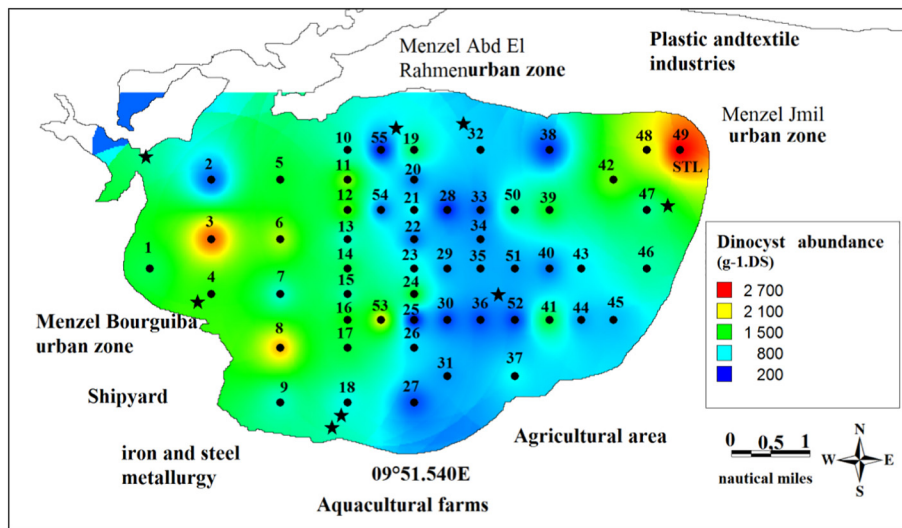 Menzel Abd El
Rahmenurban zone
Plastic andtextile
industries
Menzel Jmil
urban zone
10 55 19 32 38 48 49
STL
2 5 11 20 42
12 54 21 28 33 50 39 47
3 6 13 22 34
1 14 23 29 35 51 40 43 46
4 7 15 24
16 53 25 30 36 52 41 44 45
8 17 26
31 37
9 18 27
Menzel Bourguiba
urban zone
Shipyard
iron and steel
metallurgy
09°51.540E
Aquacultural farms
Agricultural area
Dinocyst abundance
(g-1.DS)
2 700
2 100
1 500
800
200
0 0,5 1
nautical miles
N
W E
S